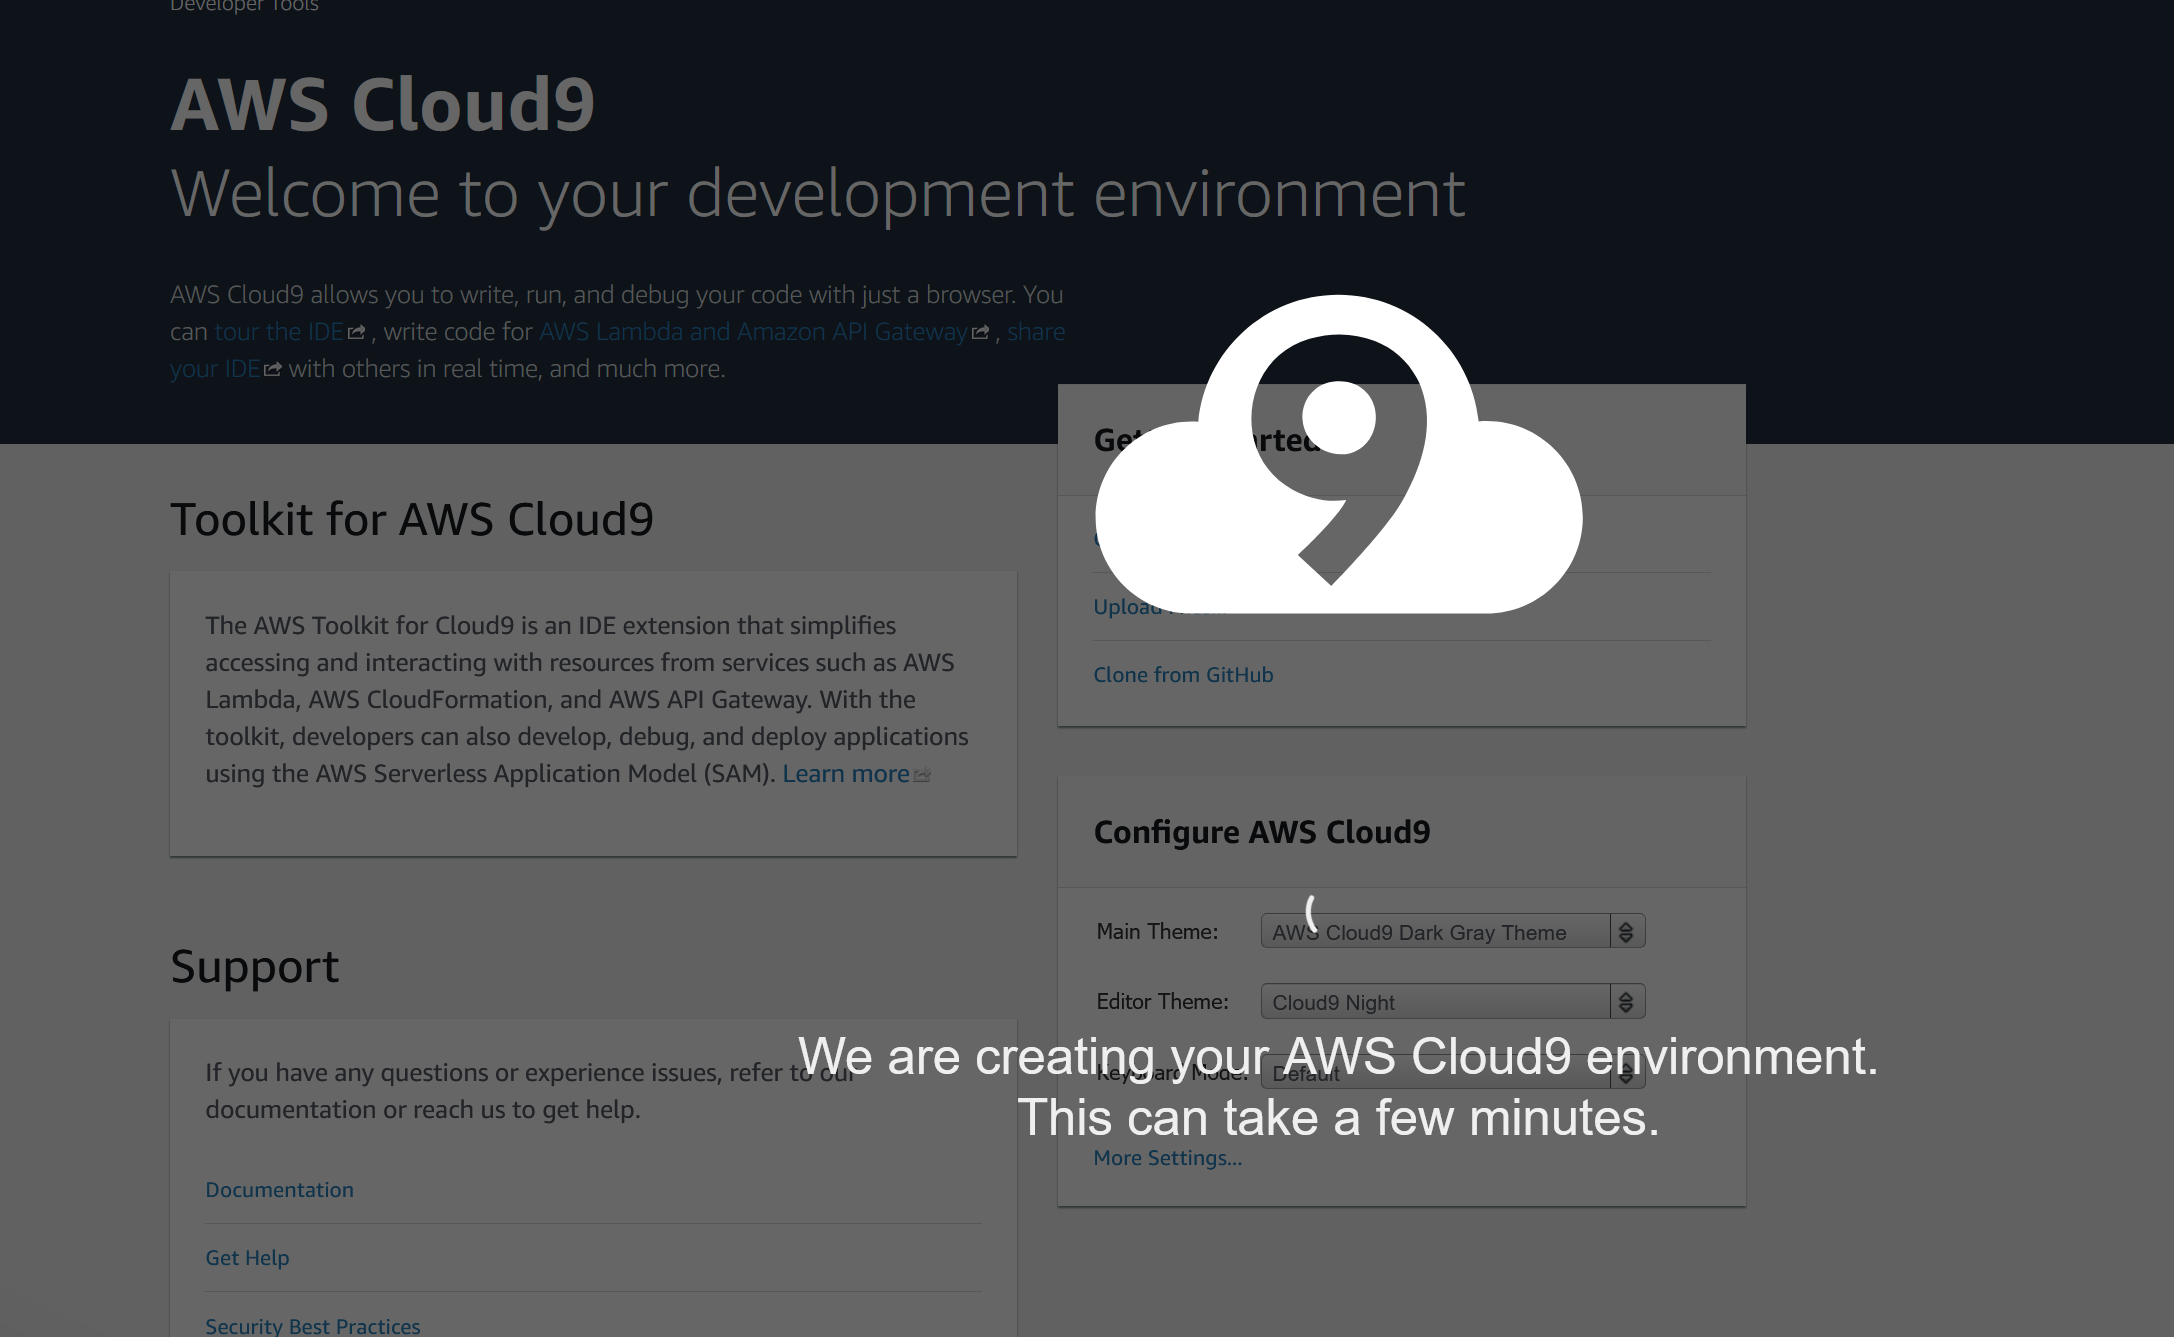 Developer Tools
AWS Cloud9
Welcome to your development environment
AWS Cloud9 allows you to write, run, and debug your code with just a browser. You
can tour the IDE, write code for AWS Lambda and Amazon API Gateway, share
your IDE with others in real time, and much more.
Toolkit for AWS Cloud9
The AWS Toolkit for Cloud9 is an IDE extension that simplifies
accessing and interacting with resources from services such as AWS
Lambda, AWS CloudFormation, and AWS API Gateway. With the
toolkit, developers can also develop, debug, and deploy applications
using the AWS Serverless Application Model (SAM). Learn more
Support
If you have any questions or experience issues, refer to our
documentation or reach us to get help.
Documentation
Get Help
Security Best Practices
9
Upload
Clone from GitHub
Configure AWS Cloud9
Main Theme: AWS Cloud9 Dark Gray Theme
Editor Theme: Cloud9 Night
Keyboard Mode: Default
More Settings...
We are creating your AWS Cloud9 environment.
This can take a few minutes.